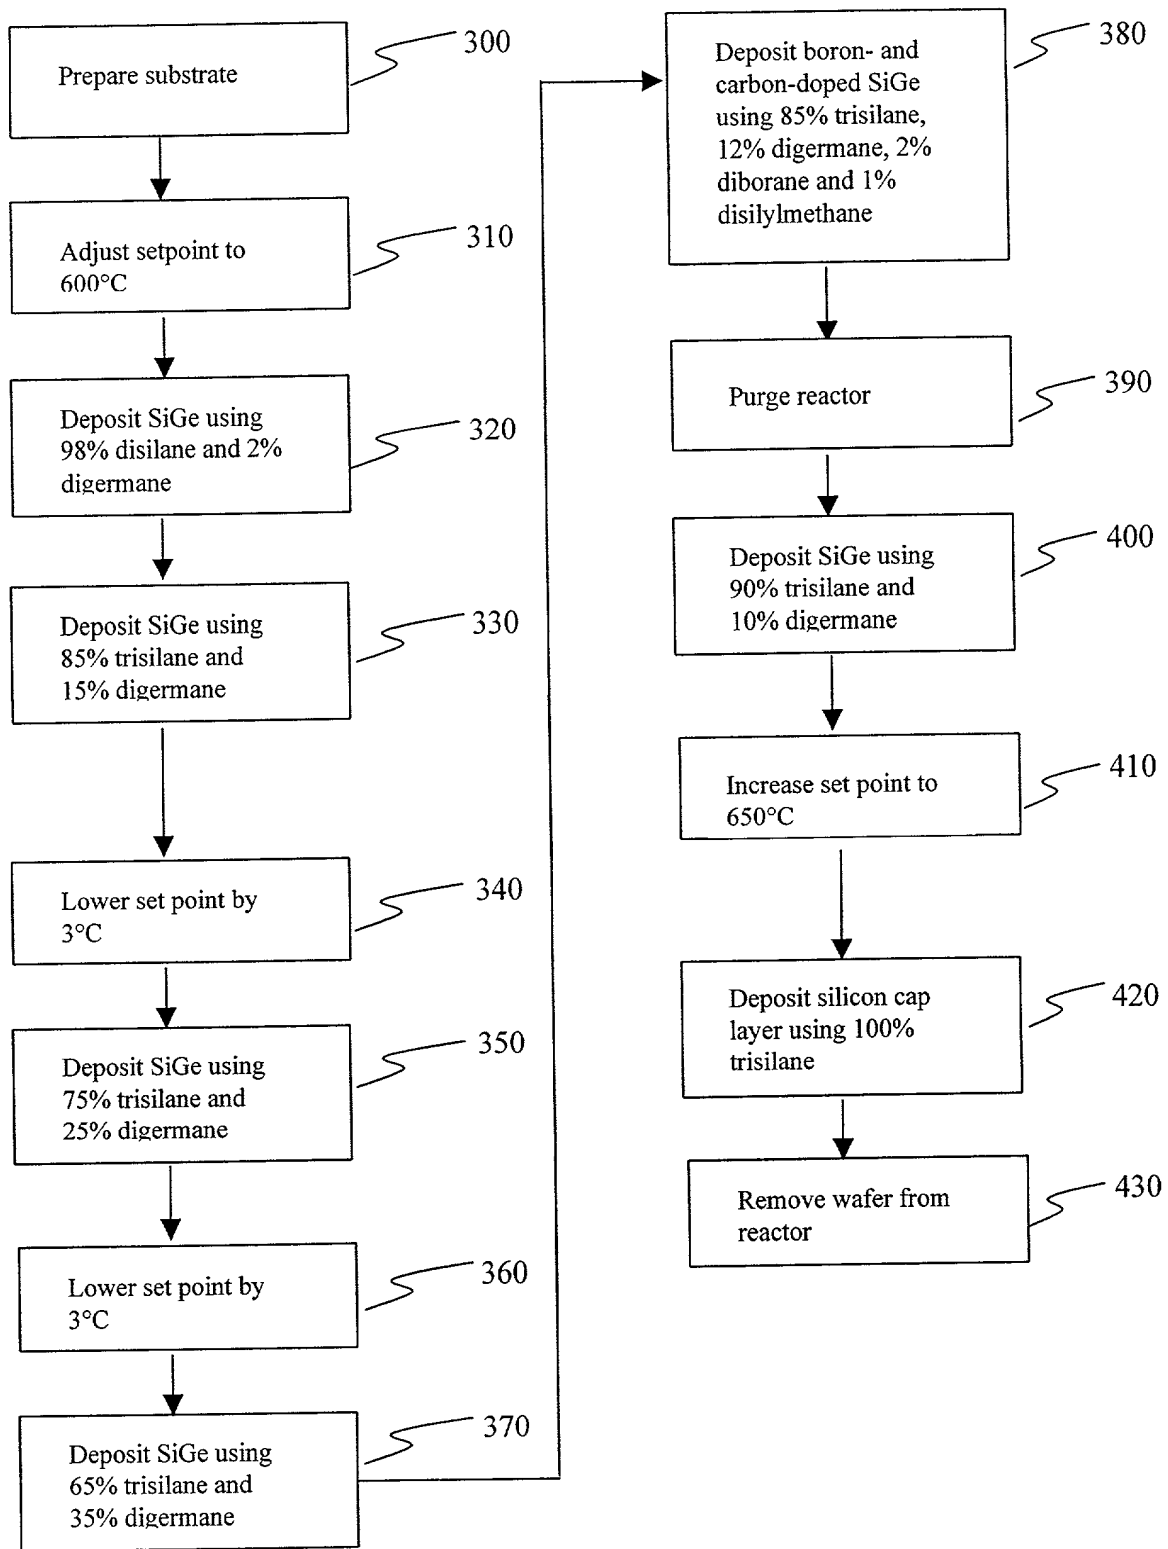 Prepare substrate
300
Adjust setpoint to
600°C
310
Deposit SiGe using
98% disilane and 2%
digermane
320
Deposit SiGe using
85% trisilane and
15% digermane
330
Lower set point by
3°C
340
Deposit SiGe using
75% trisilane and
25% digermane
350
Lower set point by
3°C
360
Deposit SiGe using
65% trisilane and
35% digermane
370
Deposit boron- and
carbon-doped SiGe
using 85% trisilane,
12% digermane, 2%
diborane and 1%
disilylmethane
380
Purge reactor
390
Deposit SiGe using
90% trisilane and
10% digermane
400
Increase set point to
650°C
410
Deposit silicon cap
layer using 100%
trisilane
420
Remove wafer from
reactor
430